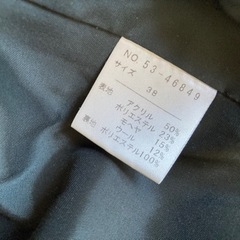 NO. 53-46849
サイズ
38
表地
アクリル 50%
ポリエステル 23%
モヘヤ 15%
ウール 12%
裏地
ポリエステル100%